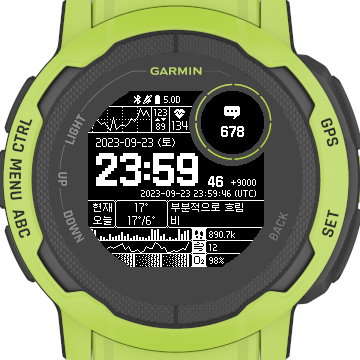 GARMIN
CTRL
LIGHT
GPS
5.0D
123
89
134
678
2023-09-23 (토)
23:59
46
+9000
2023-09-23 23:59:46 (UTC)
MENU
UP
현재
17°
부분적으로 흐림
오늘
17°/6°
비
ABC
DOWN
BACK
SET
890.7k
12
O₂
98%